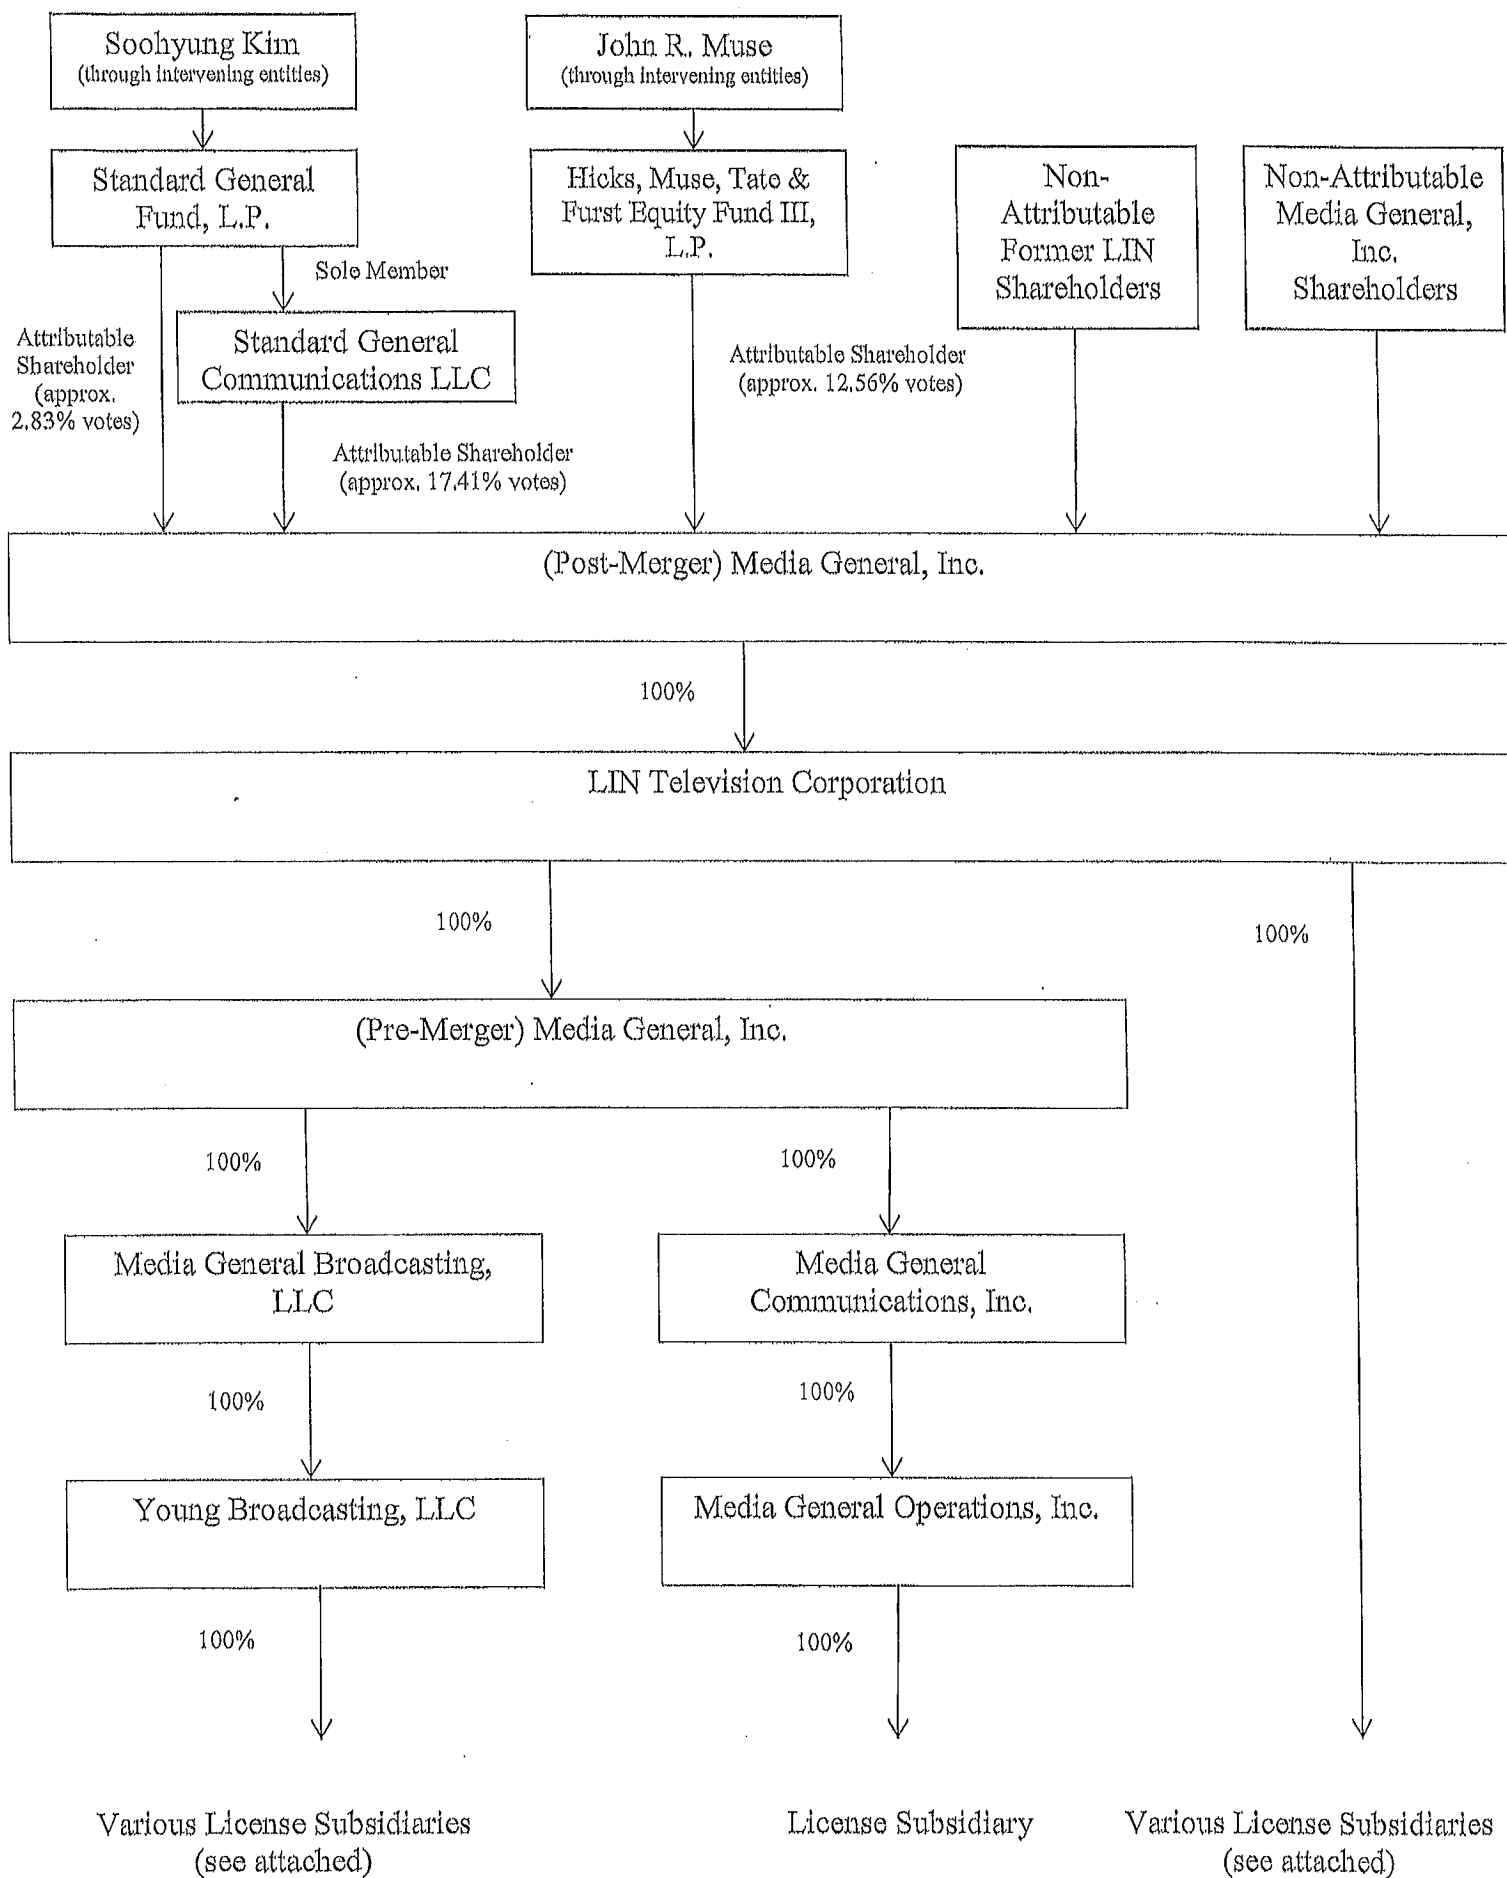 Soohyung Kim
(through intervening entities)
John R. Muse
(through intervening entities)
Standard General
Fund, L.P.
Hicks, Muse, Tate &
Furst Equity Fund III,
L.P.
Non-
Attributable
Former LIN
Shareholders
Non-Attributable
Media General,
Inc.
Shareholders
Sole Member
Attributable
Shareholder
(approx.
2.83% votes)
Standard General
Communications LLC
Attributable Shareholder
(approx. 12.56% votes)
Attributable Shareholder
(approx. 17.41% votes)
(Post-Merger) Media General, Inc.
100%
LIN Television Corporation
100%
100%
(Pre-Merger) Media General, Inc.
100%
100%
Media General Broadcasting,
LLC
Media General
Communications, Inc.
100%
100%
Young Broadcasting, LLC
Media General Operations, Inc.
100%
100%
Various License Subsidiaries
(see attached)
License Subsidiary
Various License Subsidiaries
(see attached)